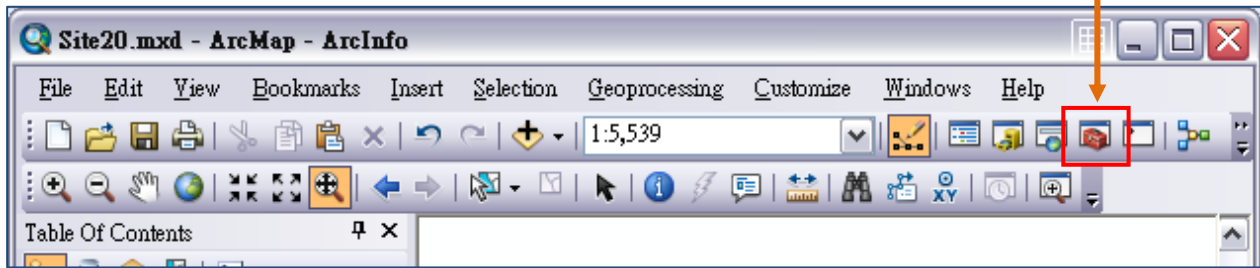 Site20.mxd - ArcMap - ArcInfo
File Edit View Bookmarks Insert Selection Geoprocessing Customize Windows Help
1:5,539
XY
Table Of Contents